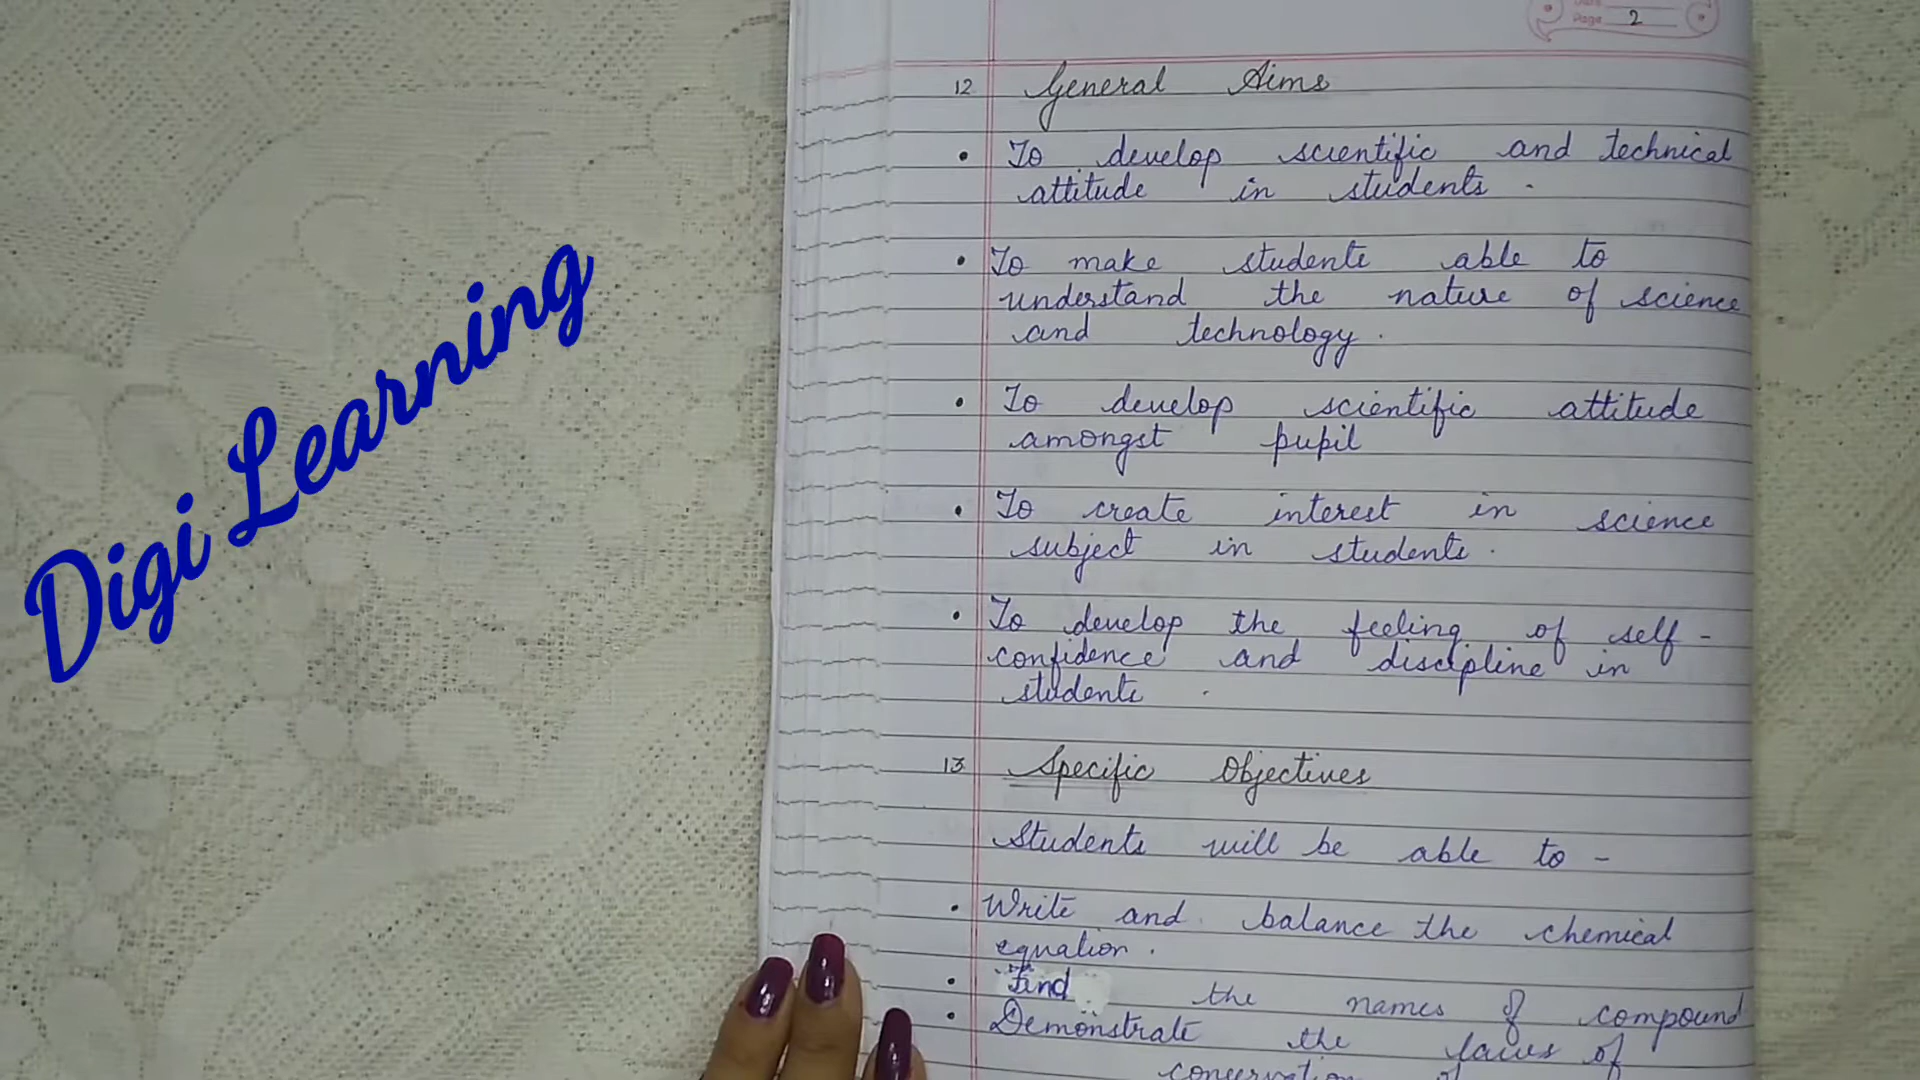 Page 2
12 General Aims
• To develop scientific and technical
attitude in students.
• To make students able to
understand the nature of science
and technology.
• To develop scientific attitude
amongst pupil
• To create interest in science
subject in students.
• To develop the feeling of self-
confidence and discipline in
students.
13 Specific Objectives
Students will be able to -
• Write and balance the chemical
equation.
• Find the names of compound
• Demonstrate the laws of
conservation of
Digi Learning